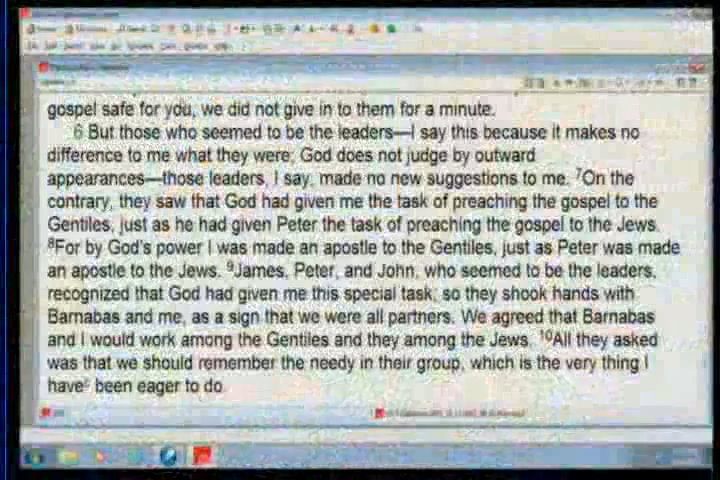 gospel safe for you, we did not give in to them for a minute.
6 But those who seemed to be the leaders—I say this because it makes no
difference to me what they were; God does not judge by outward
appearances—those leaders, I say, made no new suggestions to me. 7On the
contrary, they saw that God had given me the task of preaching the gospel to the
Gentiles, just as he had given Peter the task of preaching the gospel to the Jews.
8For by God's power I was made an apostle to the Gentiles, just as Peter was made
an apostle to the Jews. 9James, Peter, and John, who seemed to be the leaders,
recognized that God had given me this special task; so they shook hands with
Barnabas and me, as a sign that we were all partners. We agreed that Barnabas
and I would work among the Gentiles and they among the Jews. 10All they asked
was that we should remember the needy in their group, which is the very thing I
have been eager to do.